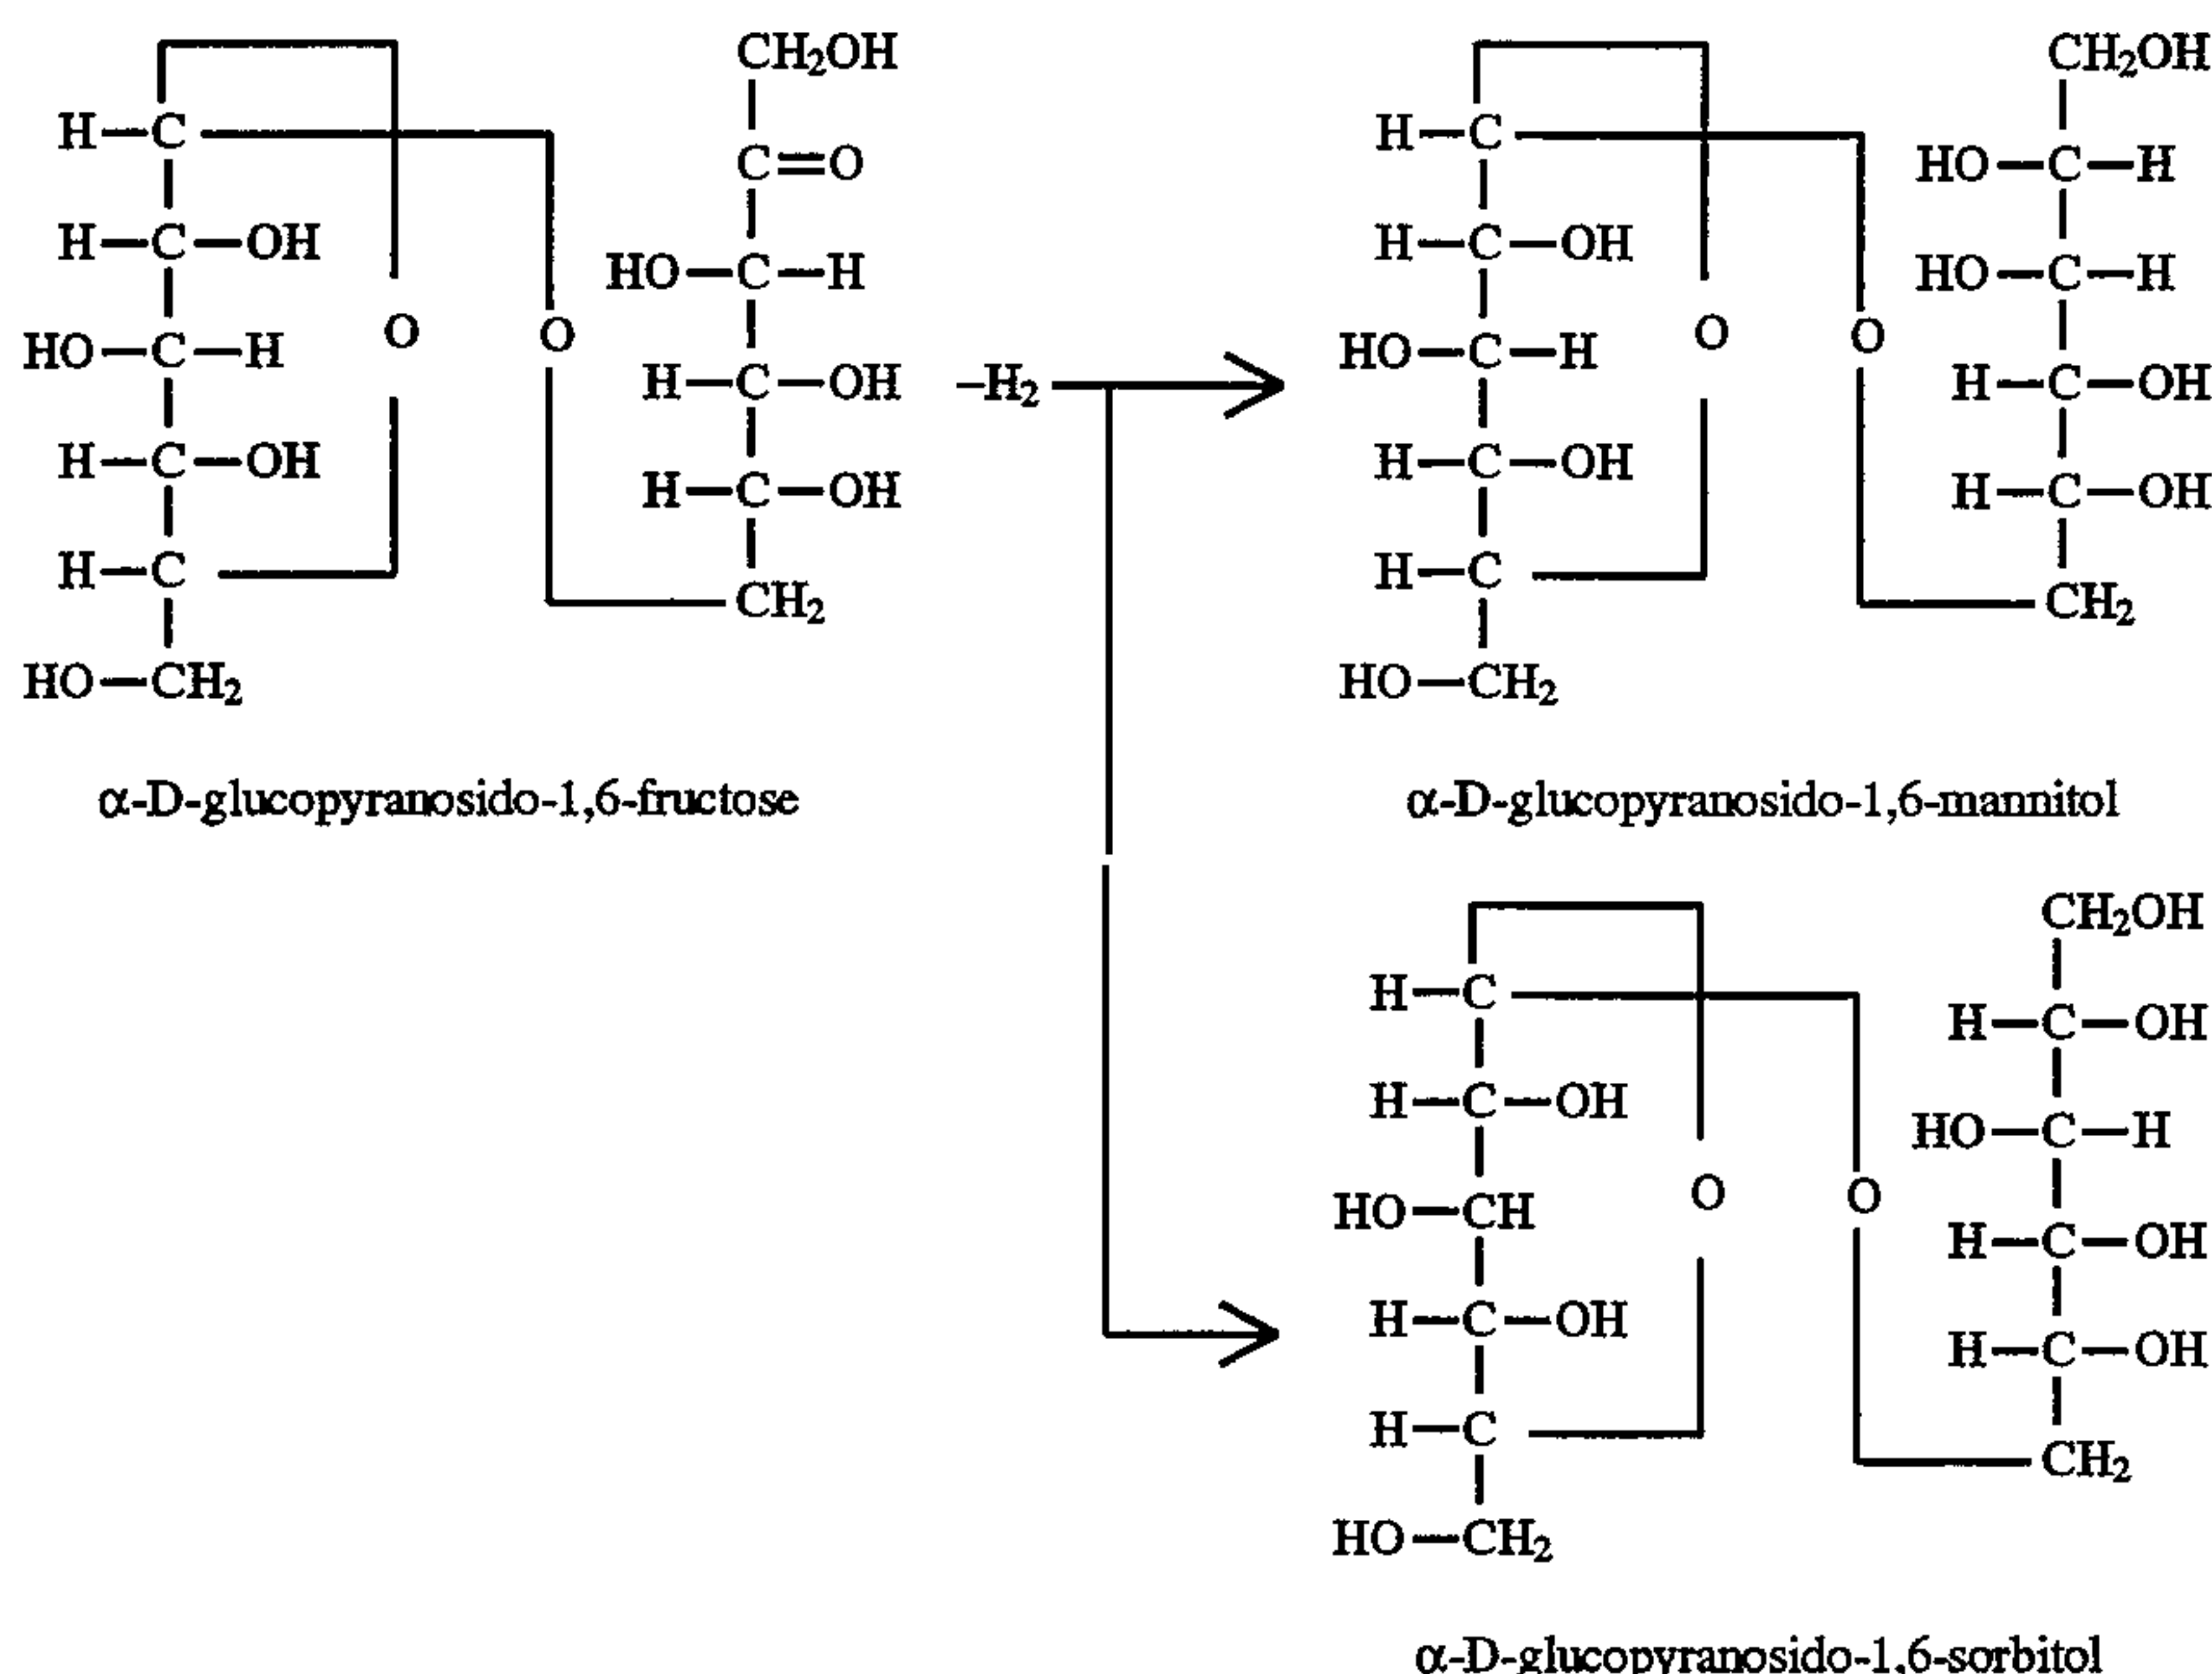 CH₂OH
H—C
C=O
H—C—OH
HO—C—H
HO—C—H
O
O
H—C—OH
H—C—OH
H—C—OH
H—C
CH₂
HO—CH₂
α-D-glucopyranosido-1,6-fructose
–H₂
CH₂OH
H—C
HO—C—H
H—C—OH
HO—C—H
HO—C—H
O
O
H—C—OH
H—C—OH
H—C—OH
H—C
CH₂
HO—CH₂
α-D-glucopyranosido-1,6-mannitol
CH₂OH
H—C
H—C—OH
H—C—OH
HO—C—H
HO—CH
O
O
H—C—OH
H—C—OH
H—C—OH
H—C
CH₂
HO—CH₂
α-D-glucopyranosido-1,6-sorbitol